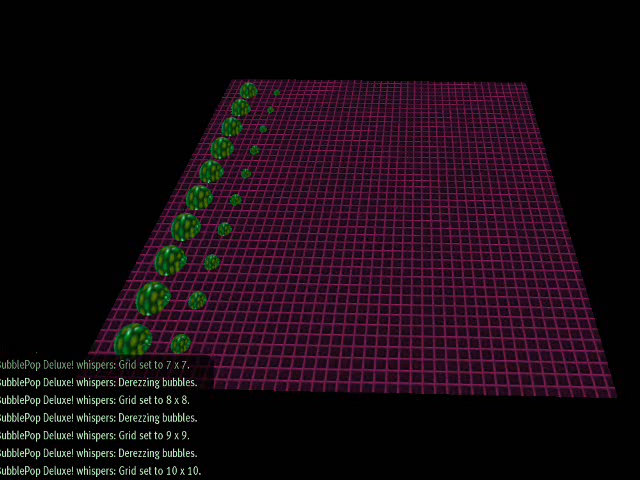 ubblePop Deluxe! whispers: Grid set to 7 x 7.
ubblePop Deluxe! whispers: Derezzing bubbles.
ubblePop Deluxe! whispers: Grid set to 8 x 8.
ubblePop Deluxe! whispers: Derezzing bubbles.
ubblePop Deluxe! whispers: Grid set to 9 x 9.
ubblePop Deluxe! whispers: Derezzing bubbles.
ubblePop Deluxe! whispers: Grid set to 10 x 10.